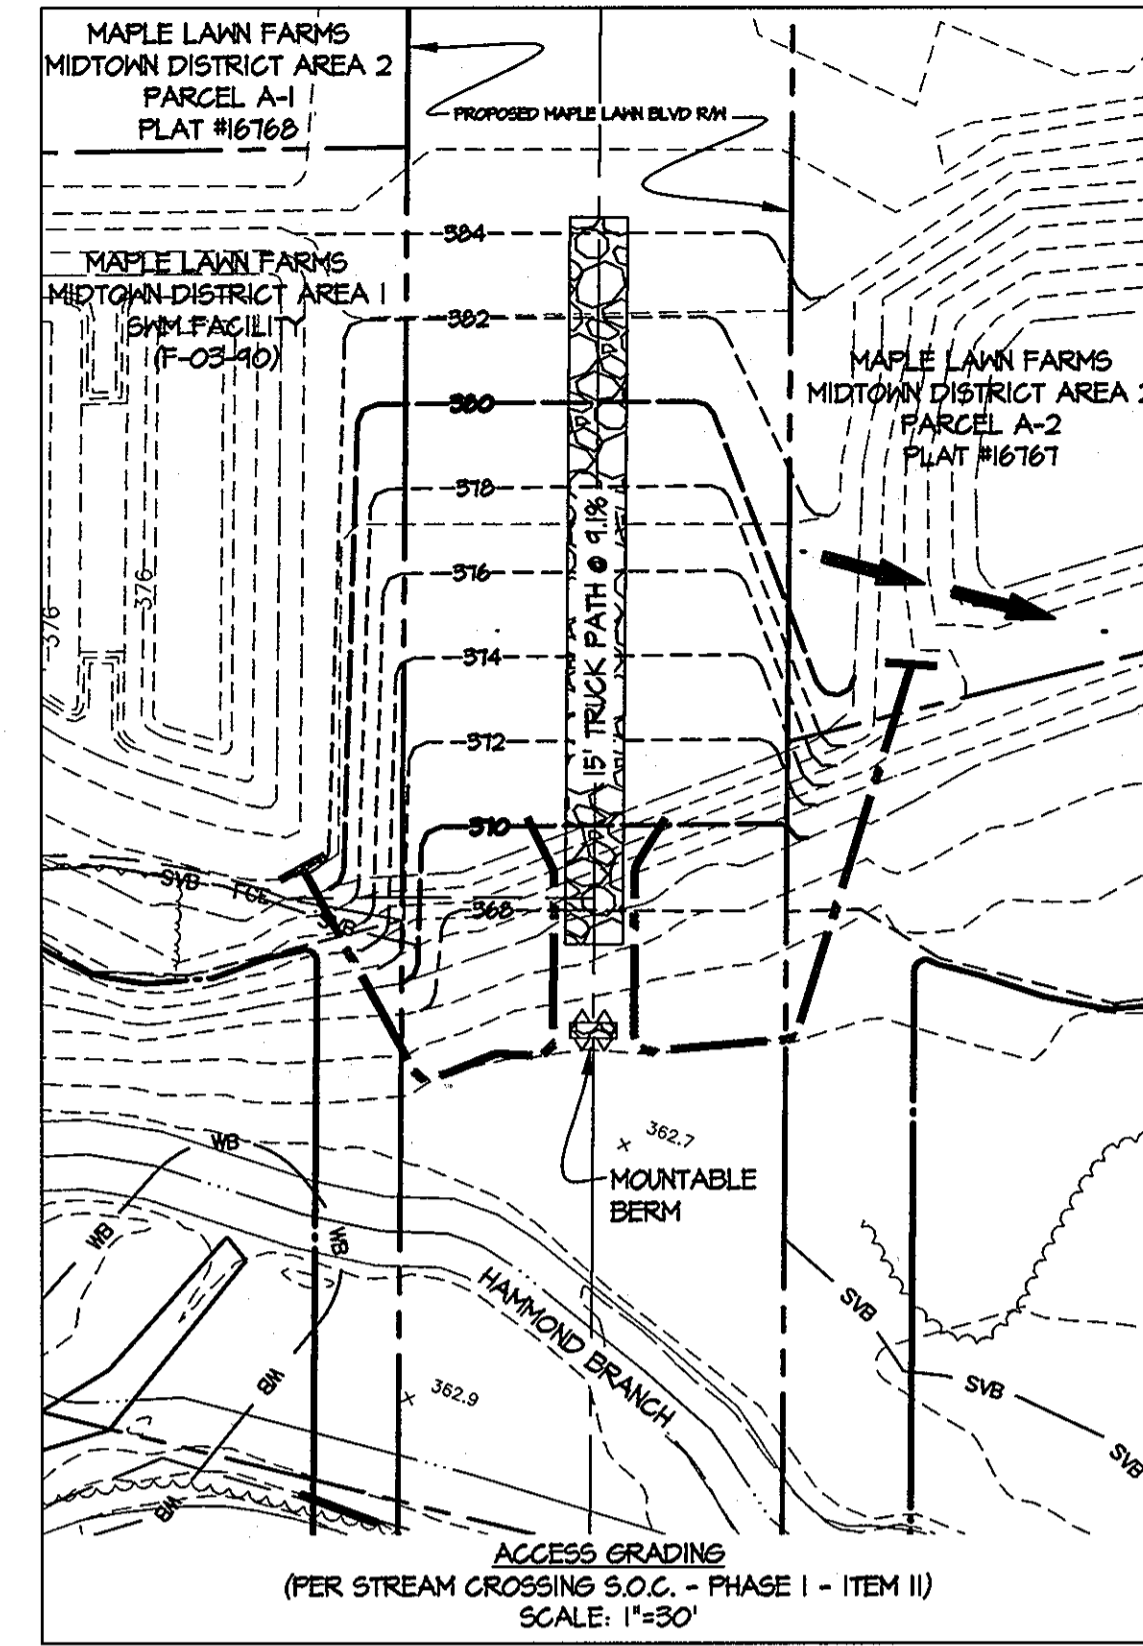 MAPLE LAWN FARMS
MIDTOWN DISTRICT AREA 2
PARCEL A-1
PLAT #16768
PROPOSED MAPLE LAWN BLVD R/W
384
MAPLE LAWN FARMS
MIDTOWN DISTRICT AREA 1
SWM FACILITY
(F-03-90)
382
MAPLE LAWN FARMS
MIDTOWN DISTRICT AREA 2
PARCEL A-2
PLAT #16767
380
378
376
376
376
374
372
370
368
15' TRUCK PATH @ 9.1%
SVB
FCE
SVB
362.7
MOUNTABLE
BERM
WB
WB
WB
WB
WB
HAMMOND BRANCH
362.9
SVB
SVB
SVB
ACCESS GRADING
(PER STREAM CROSSING S.O.C. - PHASE 1 - ITEM 11)
SCALE: 1"=30'